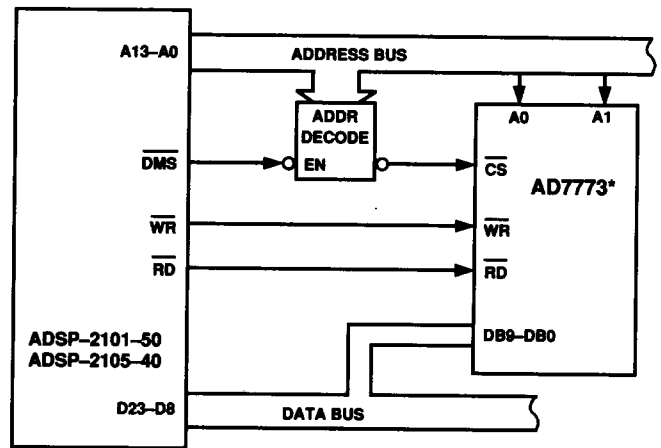 A13–A0
ADDRESS BUS
ADDR
DECODE
A0
A1
DMS
EN
CS
AD7773*
WR
WR
RD
RD
ADSP–2101–50
ADSP–2105–40
DB9–DB0
D23–D8
DATA BUS